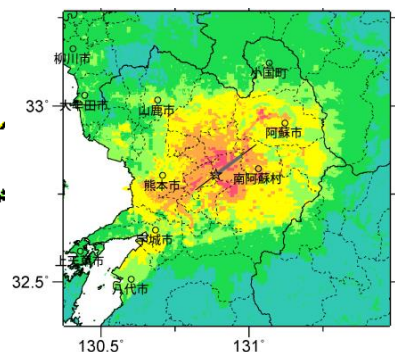 柳川市
小国町
大牟田市
山鹿市
33°
阿蘇市
熊本市
南阿蘇村
宇城市
上天草市
八代市
32.5°
130.5°
131°